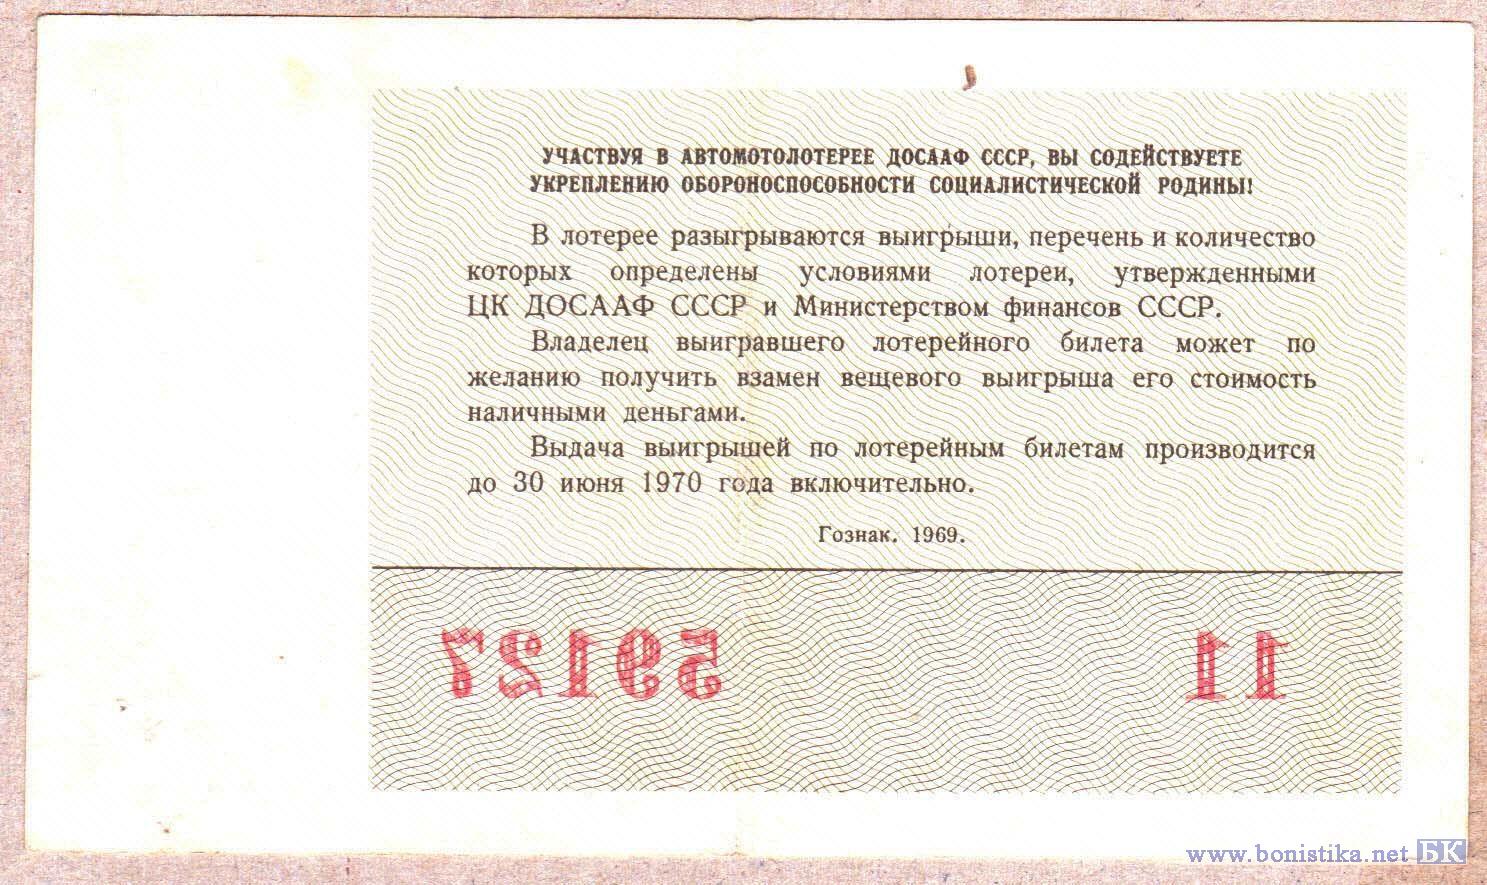 УЧАСТВУЯ В АВТОМОТОЛОТЕРЕЕ ДОСААФ СССР, ВЫ СОДЕЙСТВУЕТЕ
УКРЕПЛЕНИЮ ОБОРОНОСПОСОБНОСТИ СОЦИАЛИСТИЧЕСКОЙ РОДИНЫ!
В лотерее разыгрываются выигрыши, перечень и количество
которых определены условиями лотереи, утвержденными
ЦК ДОСААФ СССР и Министерством финансов СССР.
Владелец выигравшего лотерейного билета может по
желанию получить взамен вещевого выигрыша его стоимость
наличными деньгами.
Выдача выигрышей по лотерейным билетам производится
до 30 июня 1970 года включительно.
Гознак. 1969.
59127 11
www.bonistika.net БК